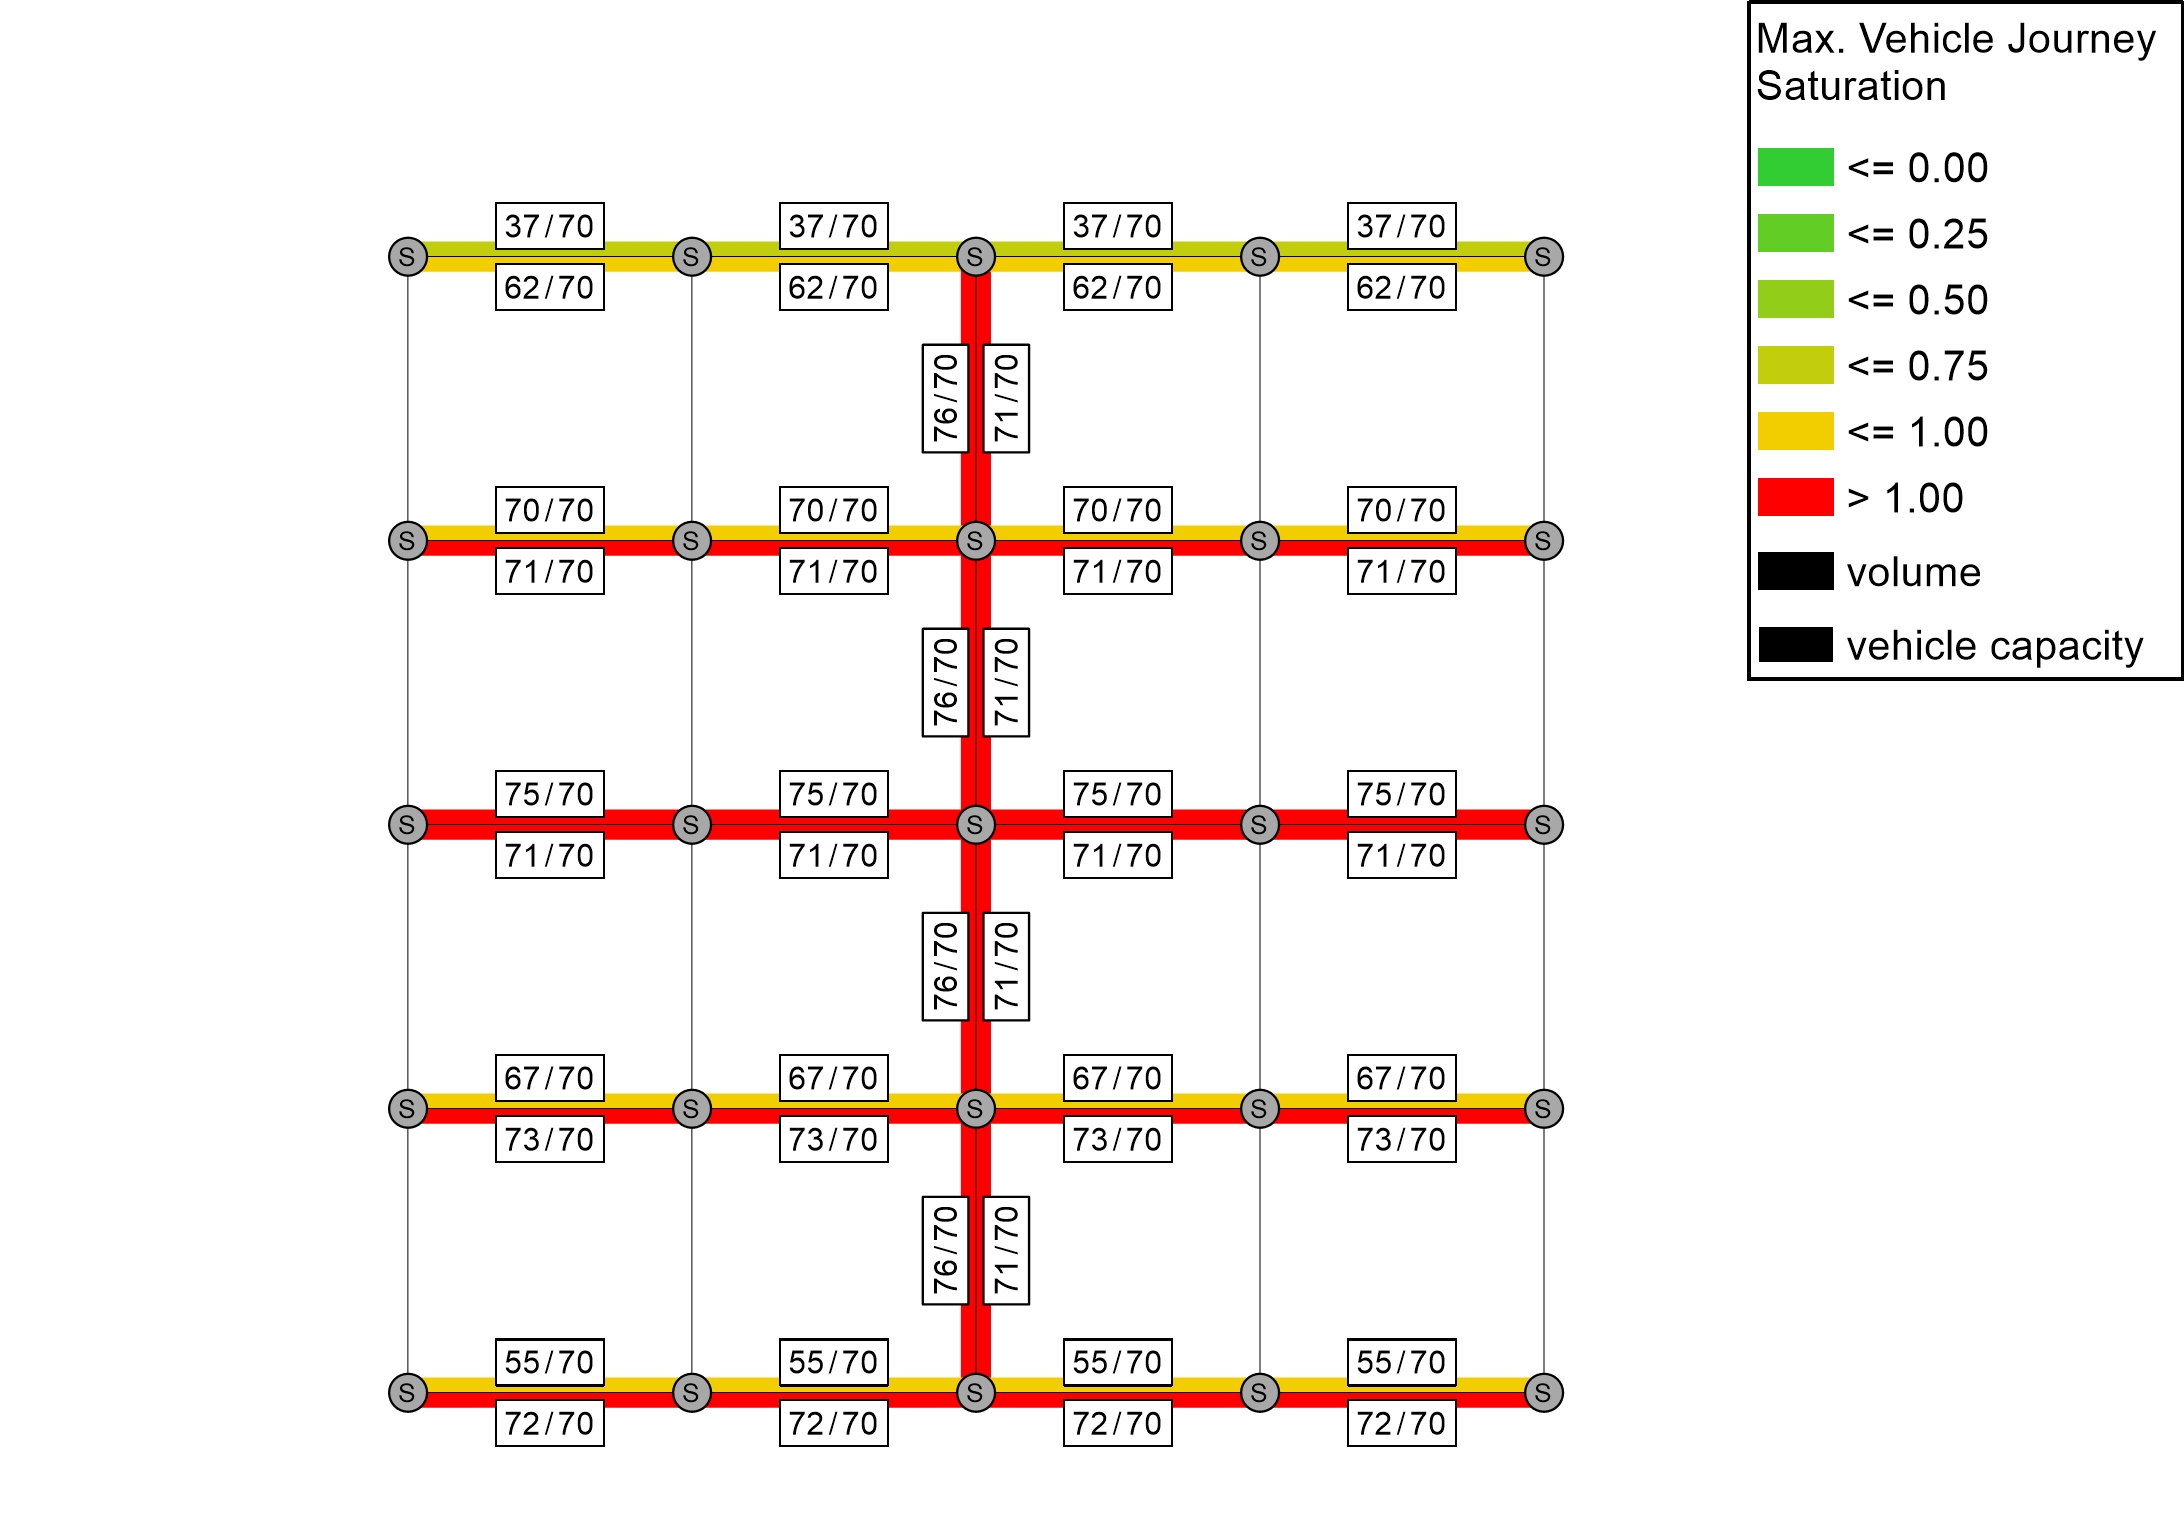 Max. Vehicle Journey
Saturation
<= 0.00
<= 0.25
<= 0.50
<= 0.75
<= 1.00
> 1.00
volume
vehicle capacity
37/70 37/70 37/70 37/70
S S S S S
62/70 62/70 62/70 62/70
76/70 71/70
70/70 70/70 70/70 70/70
S S S S S
71/70 71/70 71/70 71/70
76/70 71/70
75/70 75/70 75/70 75/70
S S S S S
71/70 71/70 71/70 71/70
76/70 71/70
67/70 67/70 67/70 67/70
S S S S S
73/70 73/70 73/70 73/70
76/70 71/70
55/70 55/70 55/70 55/70
S S S S S
72/70 72/70 72/70 72/70